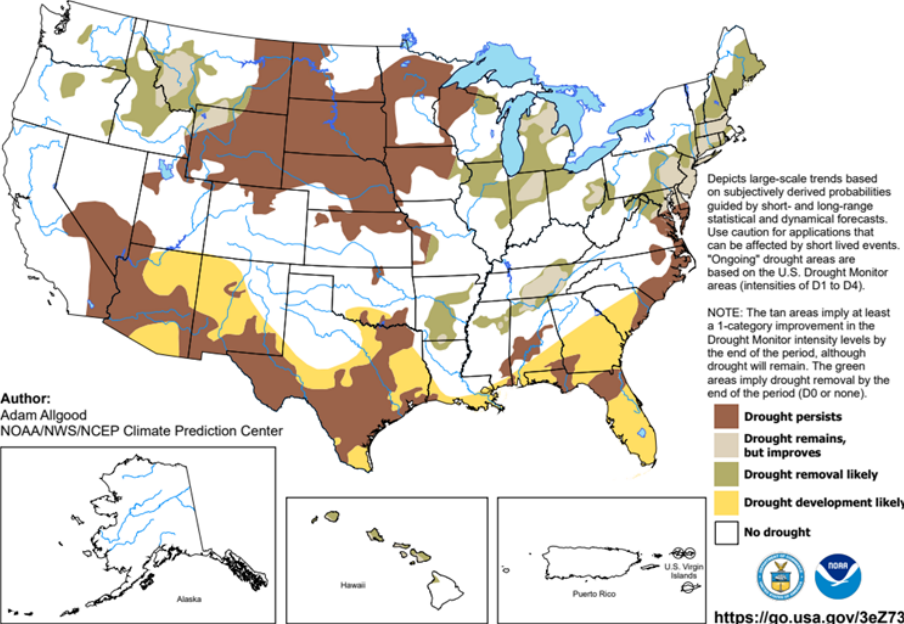 Depicts large-scale trends based
on subjectively derived probabilities
guided by short- and long-range
statistical and dynamical forecasts.
Use caution for applications that
can be affected by short lived events.
"Ongoing" drought areas are
based on the U.S. Drought Monitor
areas (intensities of D1 to D4).
NOTE: The tan areas imply at least
a 1-category improvement in the
Drought Monitor intensity levels by
the end of the period, although
drought will remain. The green
areas imply drought removal by the
end of the period (D0 or none).
Author:
Adam Allgood
NOAA/NWS/NCEP Climate Prediction Center
Drought persists
Drought remains,
but improves
Drought removal likely
Drought development likely
No drought
Alaska
Hawaii
Puerto Rico
U.S. Virgin
Islands
NOAA
https://go.usa.gov/3eZ73